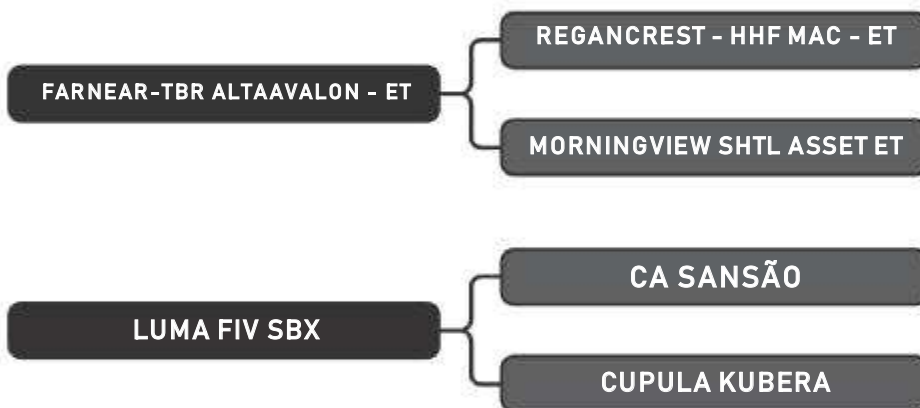 REGANCREST - HHF MAC - ET
FARNEAR-TBR ALTAAVALON - ET
MORNINGVIEW SHTL ASSET ET
CA SANSÃO
LUMA FIV SBX
CUPULA KUBERA